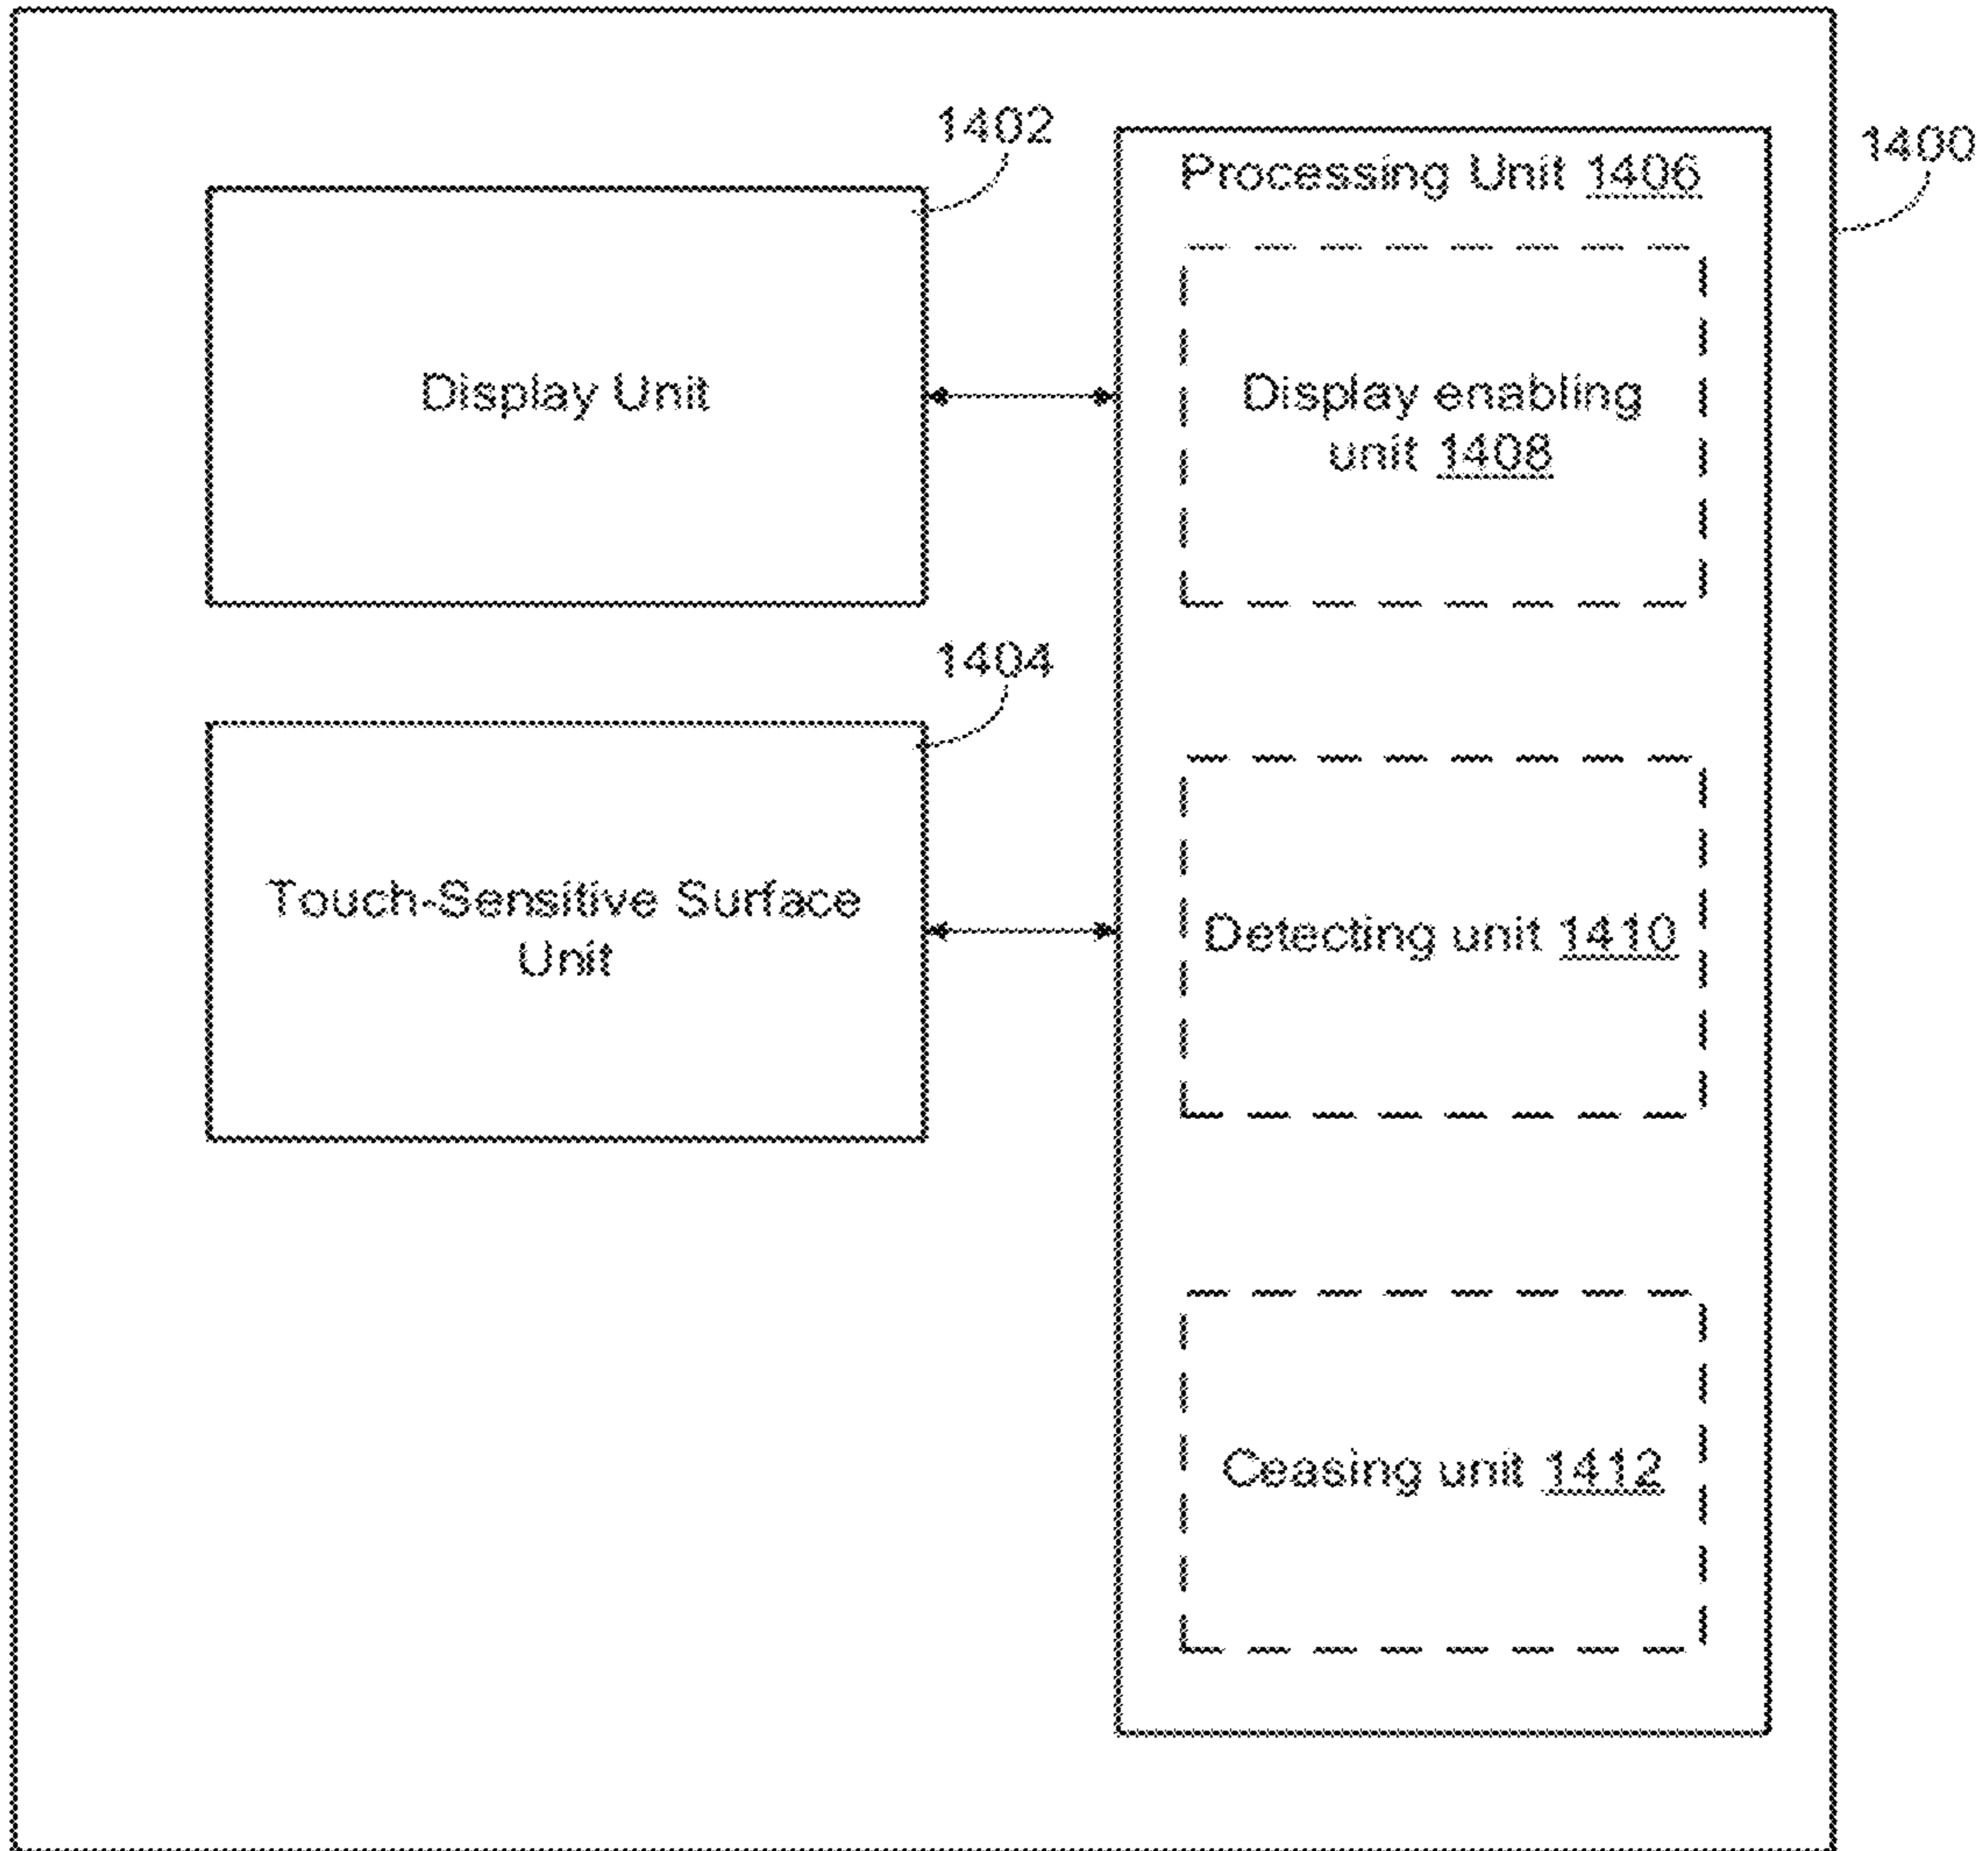 1402
1400
Processing Unit 1406
Display Unit
Display enabling
unit 1408
1404
Touch-Sensitive Surface
Unit
Detecting unit 1410
Ceasing unit 1412